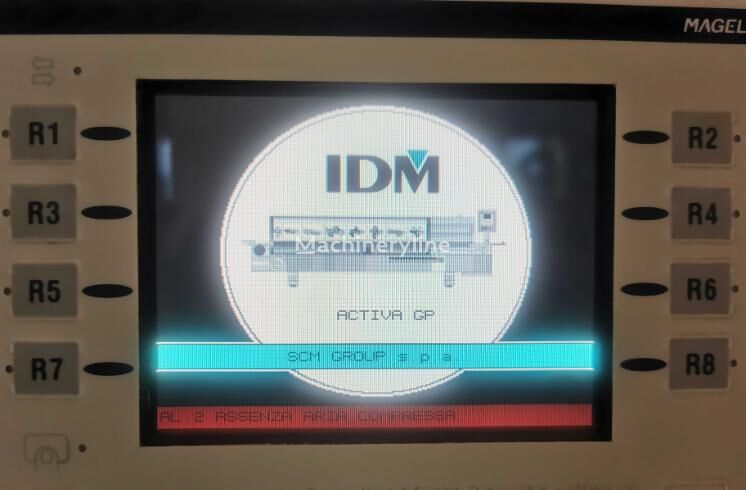 MAGEL
R1
R2
IDM
R3
R4
Machineryline
R5
R6
ACTIVA GP
SCM GROUP s.p.a.
R7
R8
AL 2 ASSENZA ARIA COMPRESSA